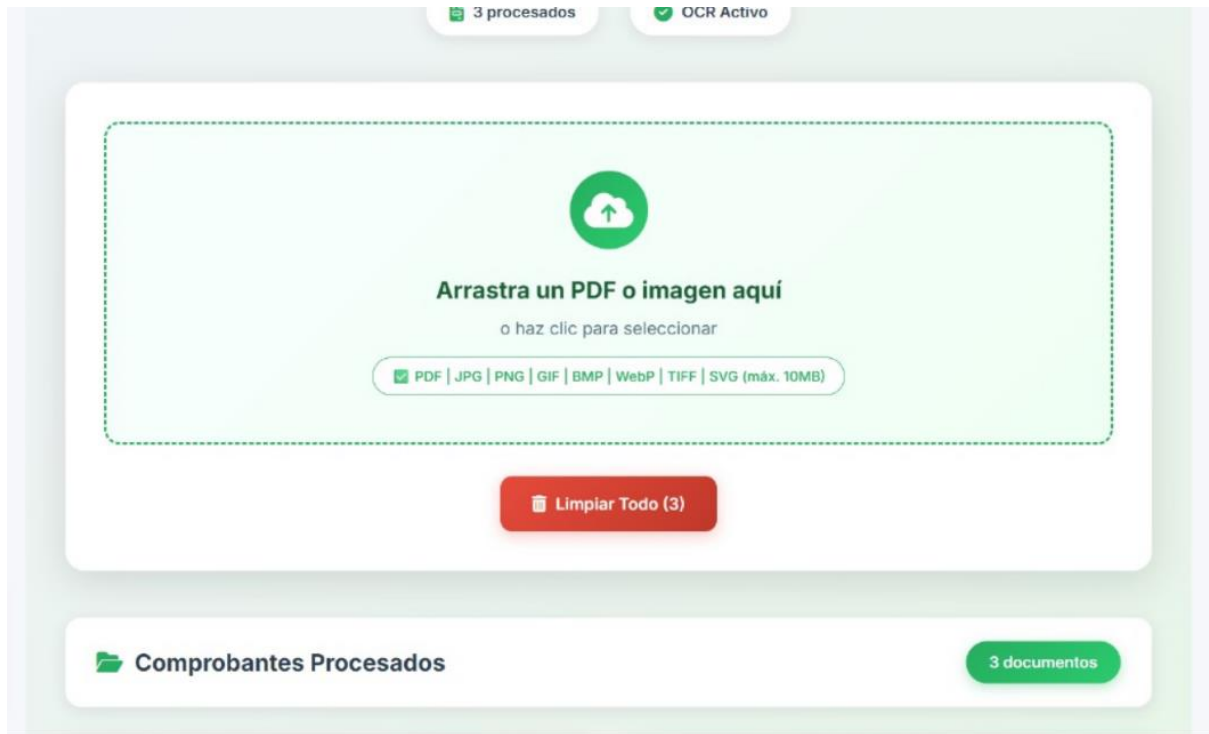 3 procesados
OCR Activo
Arrastra un PDF o imagen aquí
o haz clic para seleccionar
PDF | JPG | PNG | GIF | BMP | WebP | TIFF | SVG (máx. 10MB)
Limpiar Todo (3)
Comprobantes Procesados
3 documentos